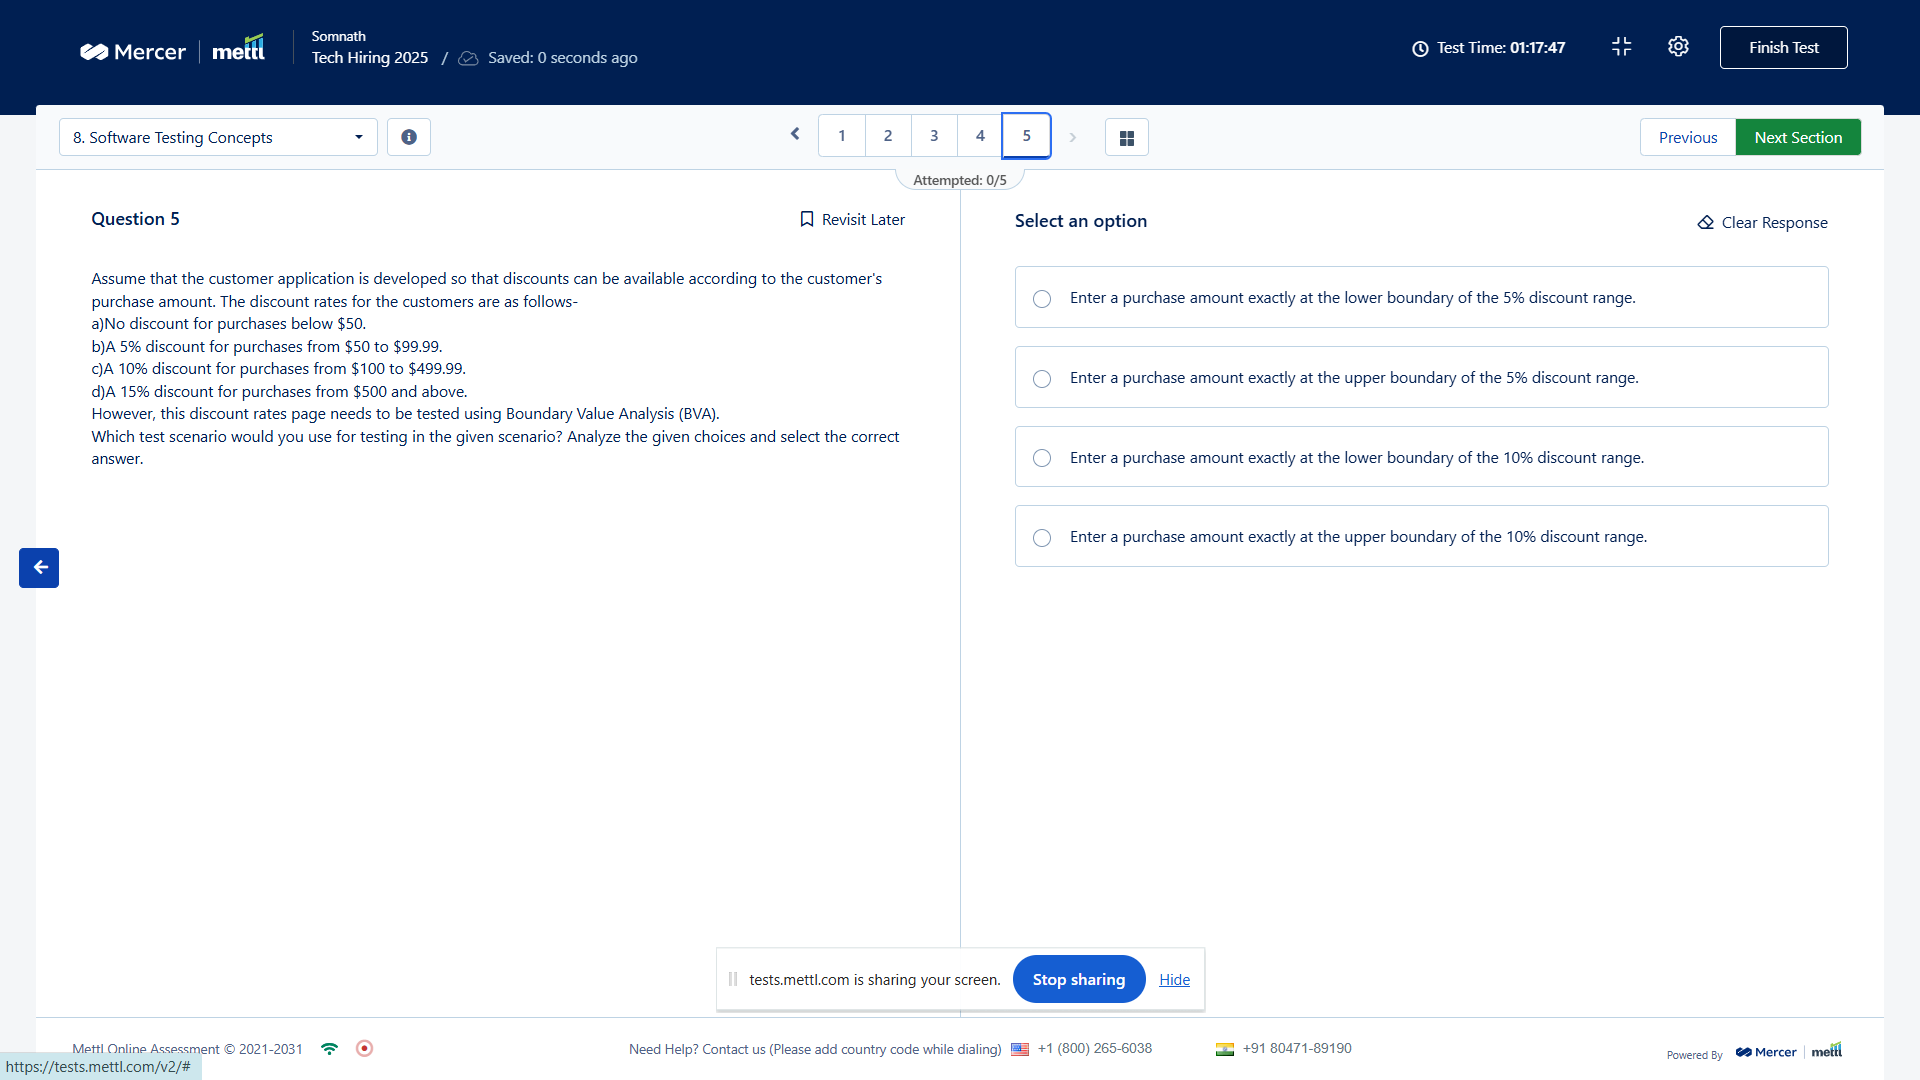 Mercer
mettl
Somnath
Tech Hiring 2025 / Saved: 0 seconds ago
Test Time: 01:17:47
Finish Test
8. Software Testing Concepts
1 2 3 4 5
Previous
Next Section
Attempted: 0/5
Question 5
Revisit Later
Assume that the customer application is developed so that discounts can be available according to the customer's
purchase amount. The discount rates for the customers are as follows-
a)No discount for purchases below $50.
b)A 5% discount for purchases from $50 to $99.99.
c)A 10% discount for purchases from $100 to $499.99.
d)A 15% discount for purchases from $500 and above.
However, this discount rates page needs to be tested using Boundary Value Analysis (BVA).
Which test scenario would you use for testing in the given scenario? Analyze the given choices and select the correct
answer.
Select an option
Clear Response
Enter a purchase amount exactly at the lower boundary of the 5% discount range.
Enter a purchase amount exactly at the upper boundary of the 5% discount range.
Enter a purchase amount exactly at the lower boundary of the 10% discount range.
Enter a purchase amount exactly at the upper boundary of the 10% discount range.
tests.mettl.com is sharing your screen.
Stop sharing
Hide
Mettl Online Assessment © 2021-2031
Need Help? Contact us (Please add country code while dialing)
+1 (800) 265-6038
+91 80471-89190
Powered By
Mercer
mettl
https://tests.mettl.com/v2/#